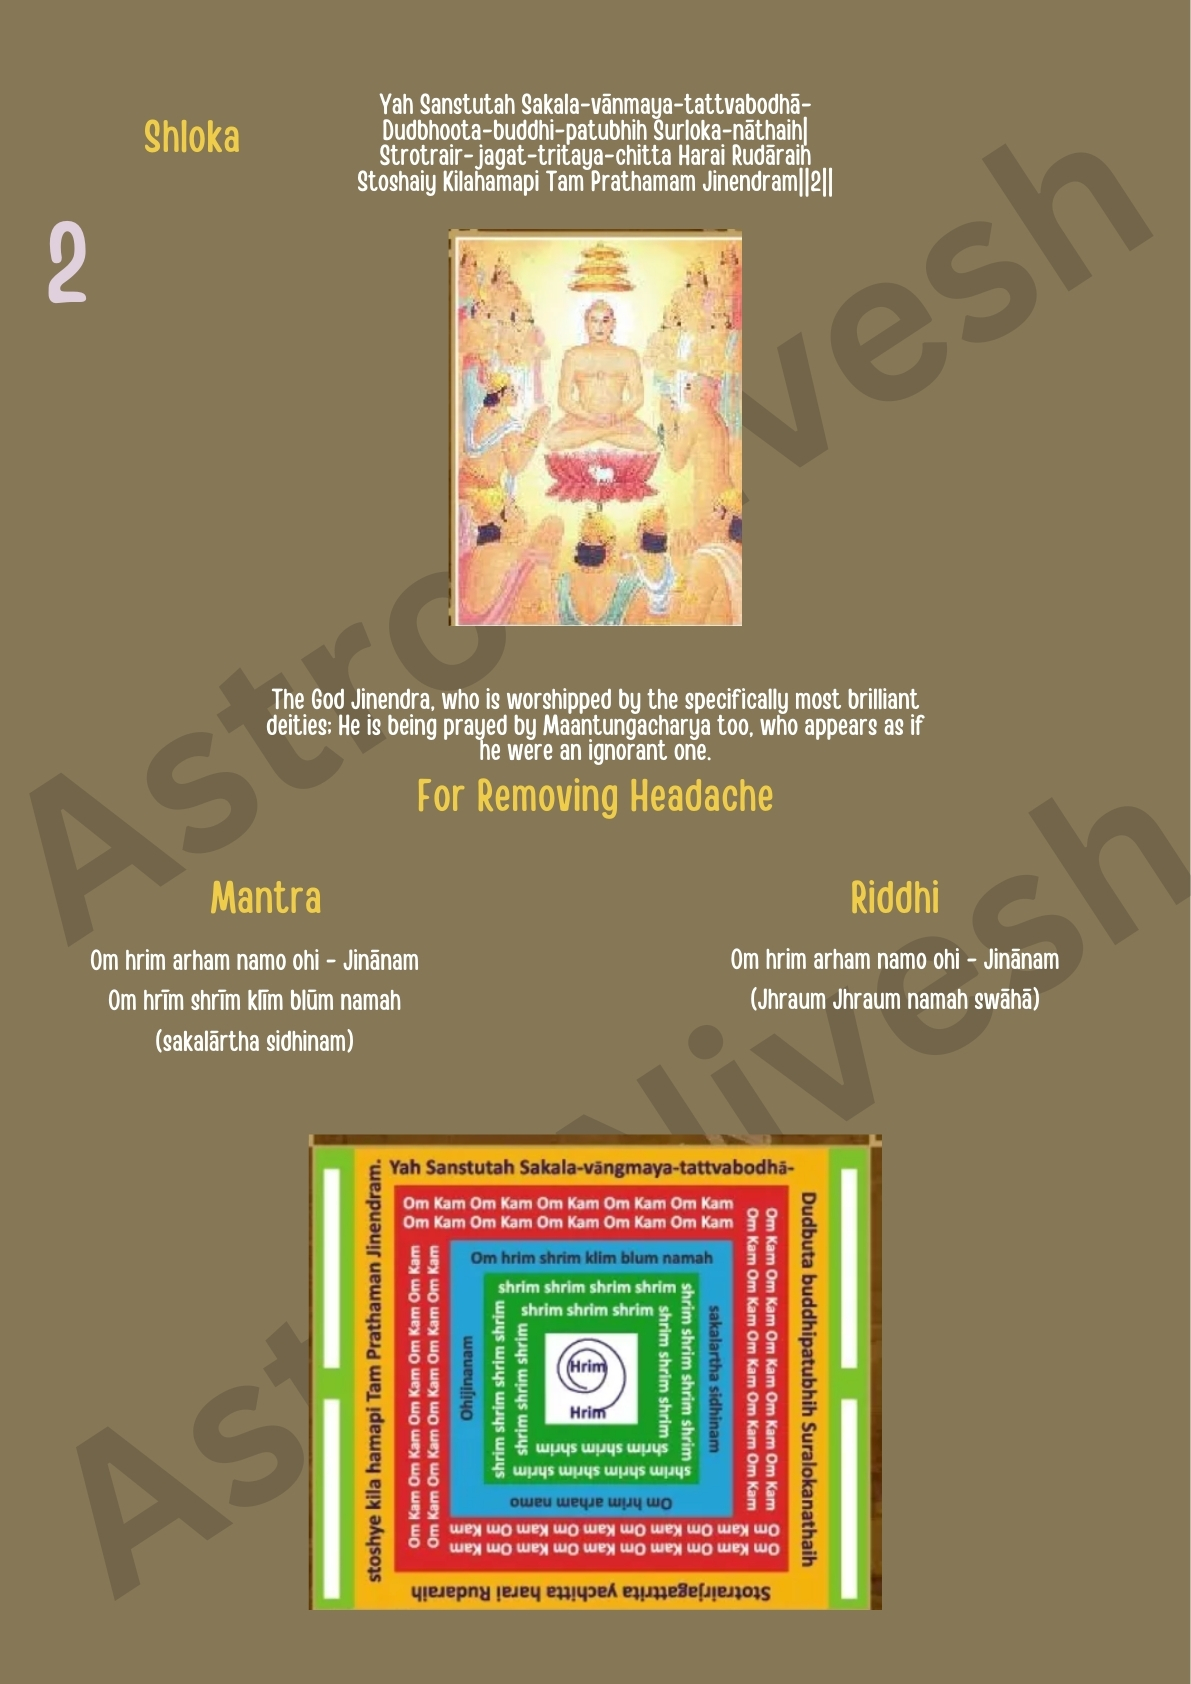 Shloka
Yah Sanstutah Sakala-vānmaya-tattvabodhā-
Dudbhoota-buddhi-patubhih Surloka-nāthaih|
Strotrair-jagat-tritaya-chitta Harai Rudāraih
Stoshaiy Kilahamapi Tam Prathamam Jinendram||2||
2
The God Jinendra, who is worshipped by the specifically most brilliant
deities; He is being prayed by Maantungacharya too, who appears as if
he were an ignorant one.
For Removing Headache
Mantra
Om hrim arham namo ohi - Jinānam
Om hrīm shrīm klīm blūm namah
(sakalārtha sidhinam)
Riddhi
Om hrim arham namo ohi - Jinānam
(Jhraum Jhraum namah swāhā)
Yah Sanstutah Sakala-vāngmaya-tattvabodhā-
Dudbuta buddhipatubhih Suralokanathaih
Stotrairjagattrita yachitta harai Rudaraih
stoshye kila hamapi Tam Prathaman Jinendram.
Om Kam Om Kam Om Kam Om Kam Om Kam
Om Kam Om Kam Om Kam Om Kam Om Kam
Om Kam Om Kam Om Kam Om Kam Om Kam
Om Kam Om Kam Om Kam Om Kam Om Kam
Om Kam Om Kam Om Kam Om Kam Om Kam
Om Kam Om Kam Om Kam Om Kam Om Kam
Om Kam Om Kam Om Kam Om Kam Om Kam
Om Kam Om Kam Om Kam Om Kam Om Kam
Om hrim shrim klim blum namah
sakalartha sidhinam
Om hrim arham namo
Ohijinanam
shrim shrim shrim shrim
shrim shrim shrim
shrim shrim shrim shrim shrim
shrim shrim shrim shrim
shrim shrim shrim shrim
shrim shrim shrim
shrim shrim shrim shrim shrim
shrim shrim shrim shrim
Hrim
Hrim
Astro Nivesh
Astro Nivesh